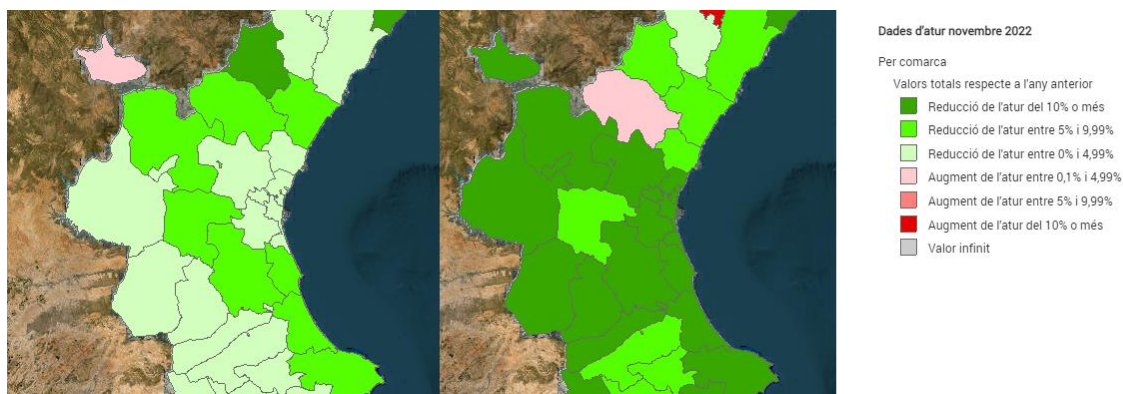 Dades d'atur novembre 2022
Per comarca
Valors totals respecte a l'any anterior
Reducció de l'atur del 10% o més
Reducció de l'atur entre 5% i 9,99%
Reducció de l'atur entre 0% i 4,99%
Augment de l'atur entre 0,1% i 4,99%
Augment de l'atur entre 5% i 9,99%
Augment de l'atur del 10% o més
Valor infinit